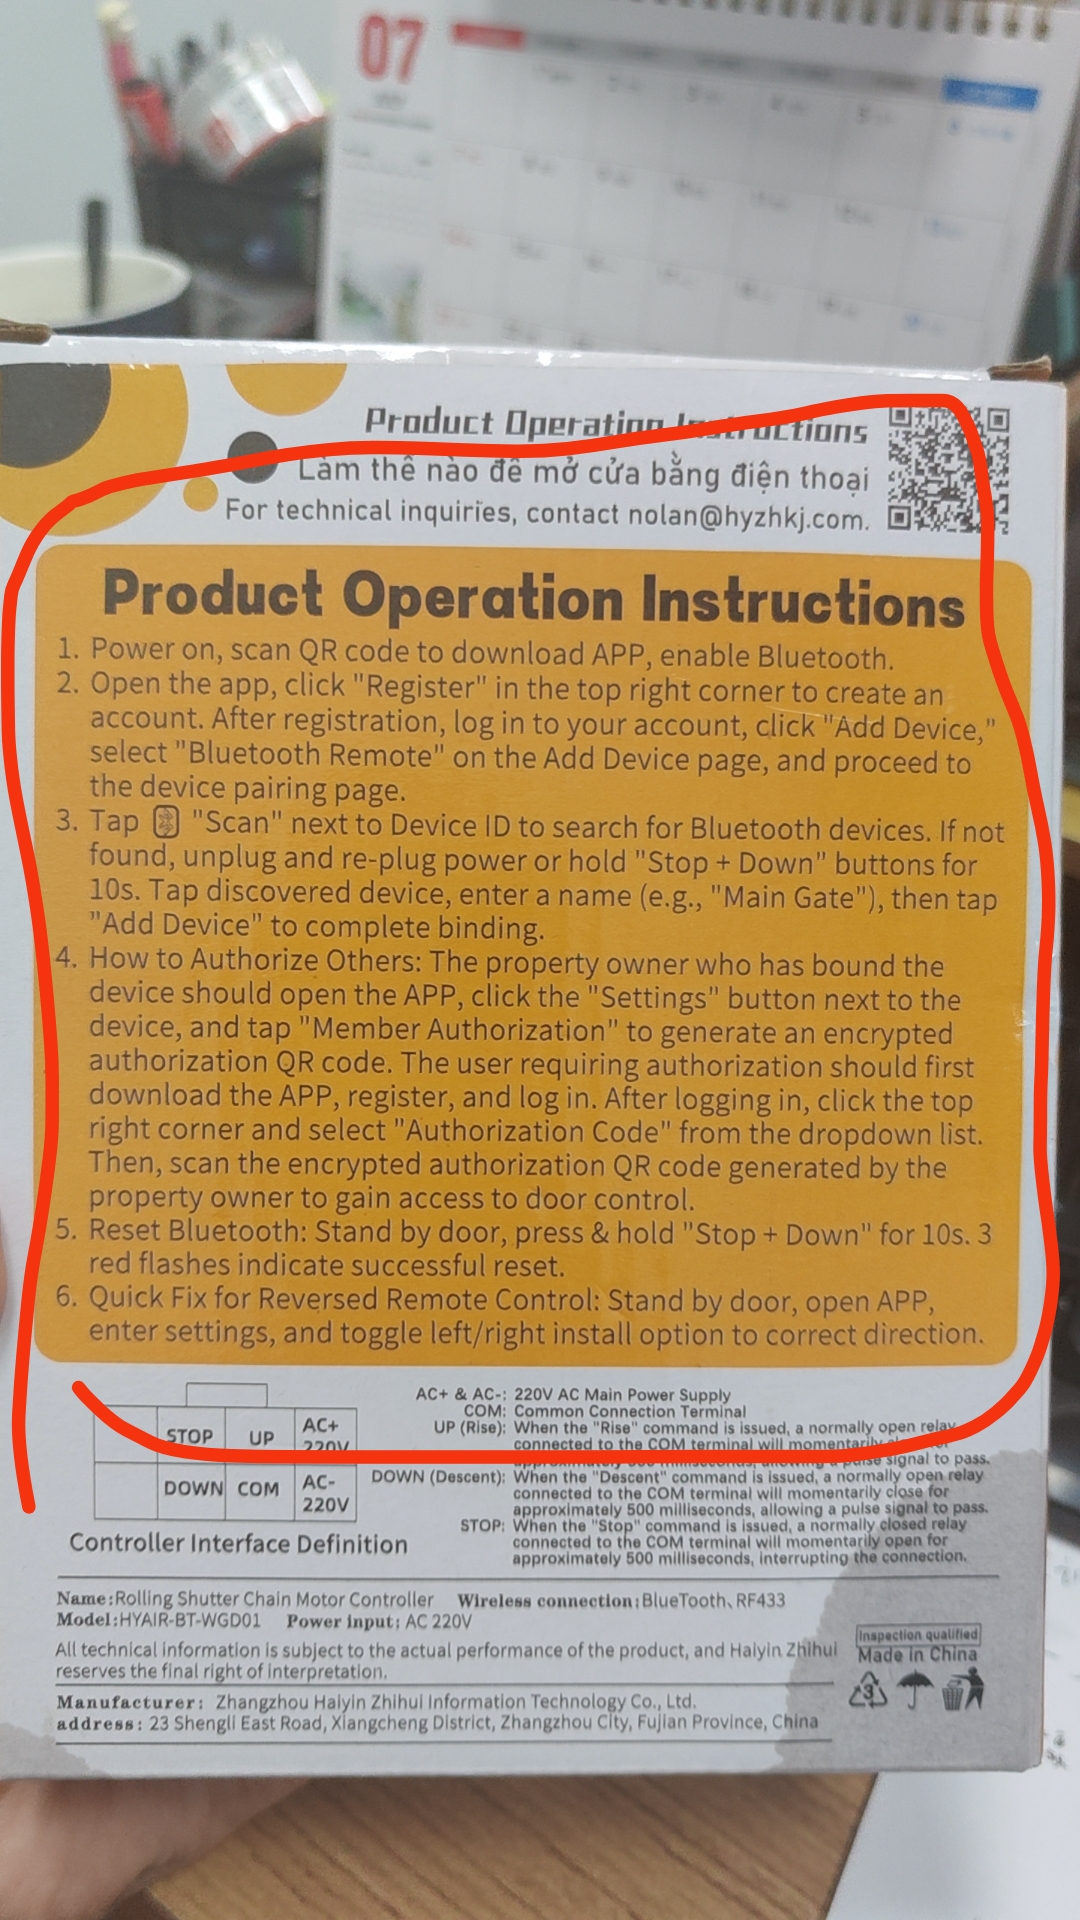 07
Product Operation Instructions
Làm thế nào để mở cửa bằng điện thoại
For technical inquiries, contact nolan@hyzhkj.com.
Product Operation Instructions
1. Power on, scan QR code to download APP, enable Bluetooth.
2. Open the app, click "Register" in the top right corner to create an
account. After registration, log in to your account, click "Add Device,"
select "Bluetooth Remote" on the Add Device page, and proceed to
the device pairing page.
3. Tap "Scan" next to Device ID to search for Bluetooth devices. If not
found, unplug and re-plug power or hold "Stop + Down" buttons for
10s. Tap discovered device, enter a name (e.g., "Main Gate"), then tap
"Add Device" to complete binding.
4. How to Authorize Others: The property owner who has bound the
device should open the APP, click the "Settings" button next to the
device, and tap "Member Authorization" to generate an encrypted
authorization QR code. The user requiring authorization should first
download the APP, register, and log in. After logging in, click the top
right corner and select "Authorization Code" from the dropdown list.
Then, scan the encrypted authorization QR code generated by the
property owner to gain access to door control.
5. Reset Bluetooth: Stand by door, press & hold "Stop + Down" for 10s. 3
red flashes indicate successful reset.
6. Quick Fix for Reversed Remote Control: Stand by door, open APP,
enter settings, and toggle left/right install option to correct direction.
STOP UP AC+
220V
DOWN COM AC-
220V
Controller Interface Definition
AC+ & AC-: 220V AC Main Power Supply
COM: Common Connection Terminal
UP (Rise): When the "Rise" command is issued, a normally open relay
connected to the COM terminal will momentarily
signal to pass.
DOWN (Descent): When the "Descent" command is issued, a normally open relay
connected to the COM terminal will momentarily close for
approximately 500 milliseconds, allowing a pulse signal to pass.
STOP: When the "Stop" command is issued, a normally closed relay
connected to the COM terminal will momentarily open for
approximately 500 milliseconds, interrupting the connection.
Name:Rolling Shutter Chain Motor Controller Wireless connection:BlueTooth、RF433
Model:HYAIR-BT-WGD01 Power input: AC 220V
All technical information is subject to the actual performance of the product, and Haiyin Zhihui
reserves the final right of interpretation.
Inspection qualified
Made in China
3
Manufacturer: Zhangzhou Haiyin Zhihui Information Technology Co., Ltd.
address: 23 Shengli East Road, Xiangcheng District, Zhangzhou City, Fujian Province, China